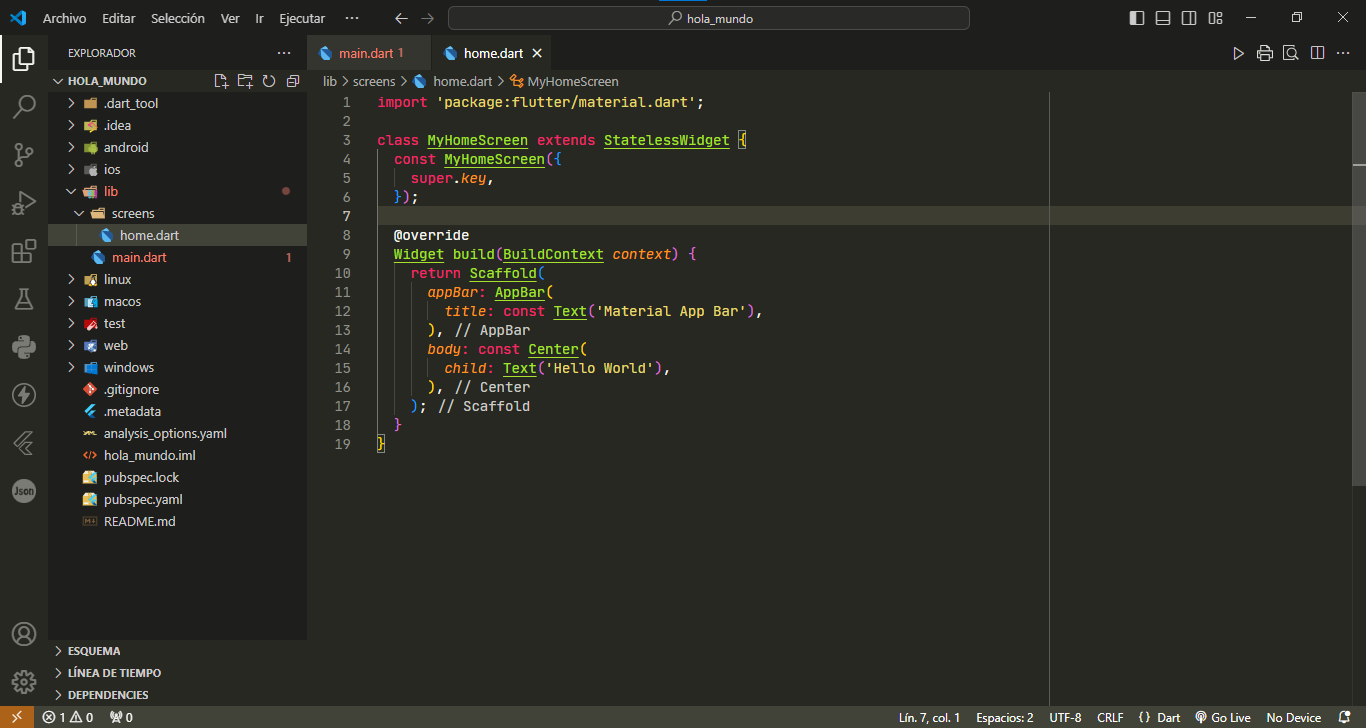 Archivo Editar Selección Ver Ir Ejecutar ··· hola_mundo
EXPLORADOR ···
HOLA_MUNDO
.dart_tool
.idea
android
ios
lib
screens
home.dart
main.dart 1
linux
macos
test
web
windows
.gitignore
.metadata
analysis_options.yaml
hola_mundo.iml
pubspec.lock
pubspec.yaml
README.md
ESQUEMA
LÍNEA DE TIEMPO
DEPENDENCIES
Json
main.dart 1 home.dart
lib > screens > home.dart > MyHomeScreen
1 import 'package:flutter/material.dart';
2
3 class MyHomeScreen extends StatelessWidget {
4 const MyHomeScreen({
5 super.key,
6 });
7
8 @override
9 Widget build(BuildContext context) {
10 return Scaffold(
11 appBar: AppBar(
12 title: const Text('Material App Bar'),
13 ), // AppBar
14 body: const Center(
15 child: Text('Hello World'),
16 ), // Center
17 ); // Scaffold
18 }
19 }
1 0 0 Lín. 7, col. 1 Espacios: 2 UTF-8 CRLF {} Dart Go Live No Device